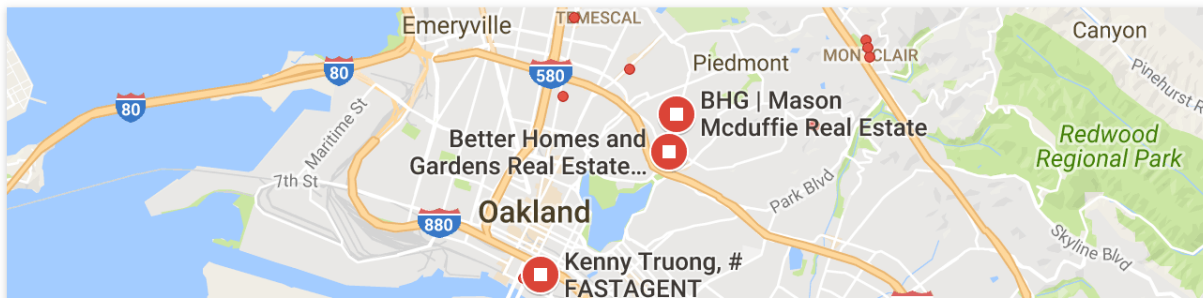 Emeryville
TEMESCAL
Canyon
MONTCLAIR
Piedmont
80
580
80
Pinehurst R
BHG | Mason
Mcduffie Real Estate
Maritime St
Better Homes and
Gardens Real Estate...
Redwood
Regional Park
7th St
Park Blvd
Oakland
880
Skyline Blvd
Kenny Truong, #
FASTAGENT